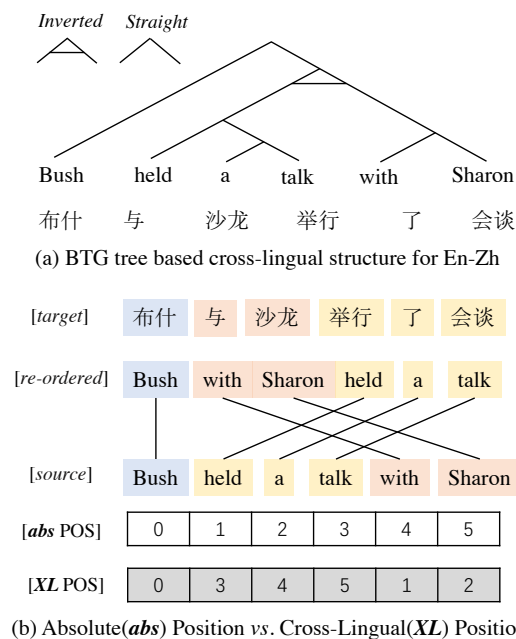 Inverted Straight
Bush held a talk with Sharon
布什 与 沙龙 举行 了 会谈
(a) BTG tree based cross-lingual structure for En-Zh
[target] 布什 与 沙龙 举行 了 会谈
[re-ordered] Bush with Sharon held a talk
[source] Bush held a talk with Sharon
[abs POS] 0 1 2 3 4 5
[XL POS] 0 3 4 5 1 2
(b) Absolute(abs) Position vs. Cross-Lingual(XL) Positio